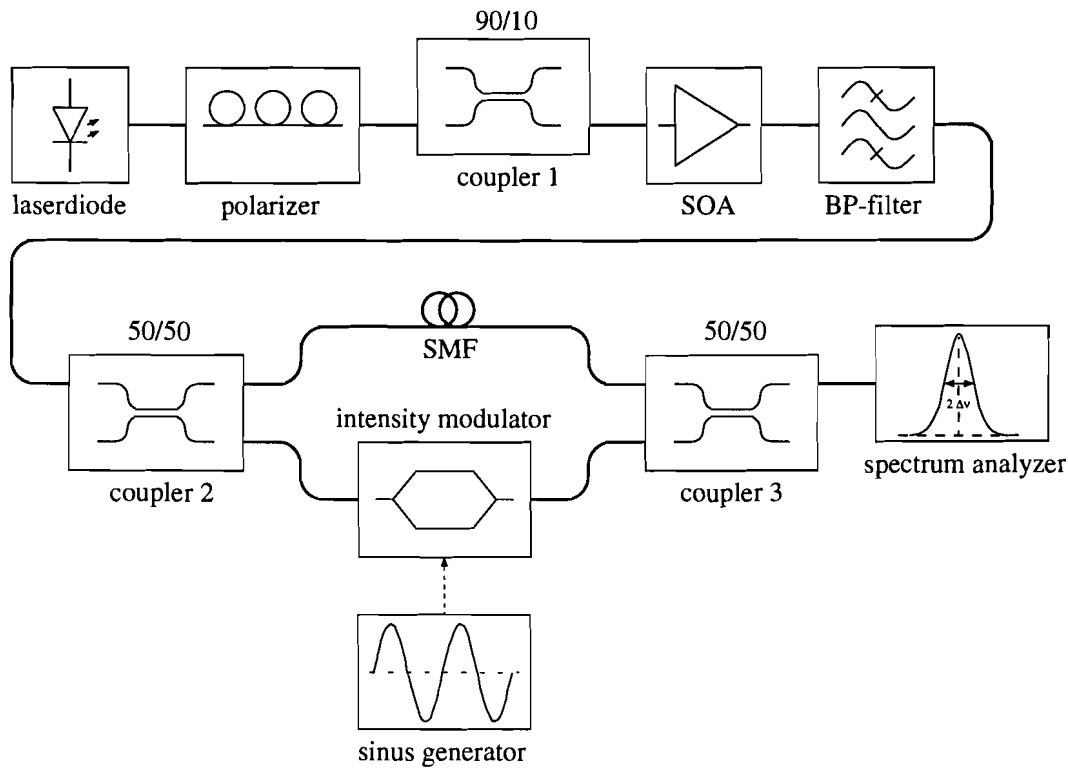 90/10
laserdiode
polarizer
coupler 1
SOA
BP-filter
50/50
SMF
50/50
2 Δν
intensity modulator
coupler 2
coupler 3
spectrum analyzer
sinus generator